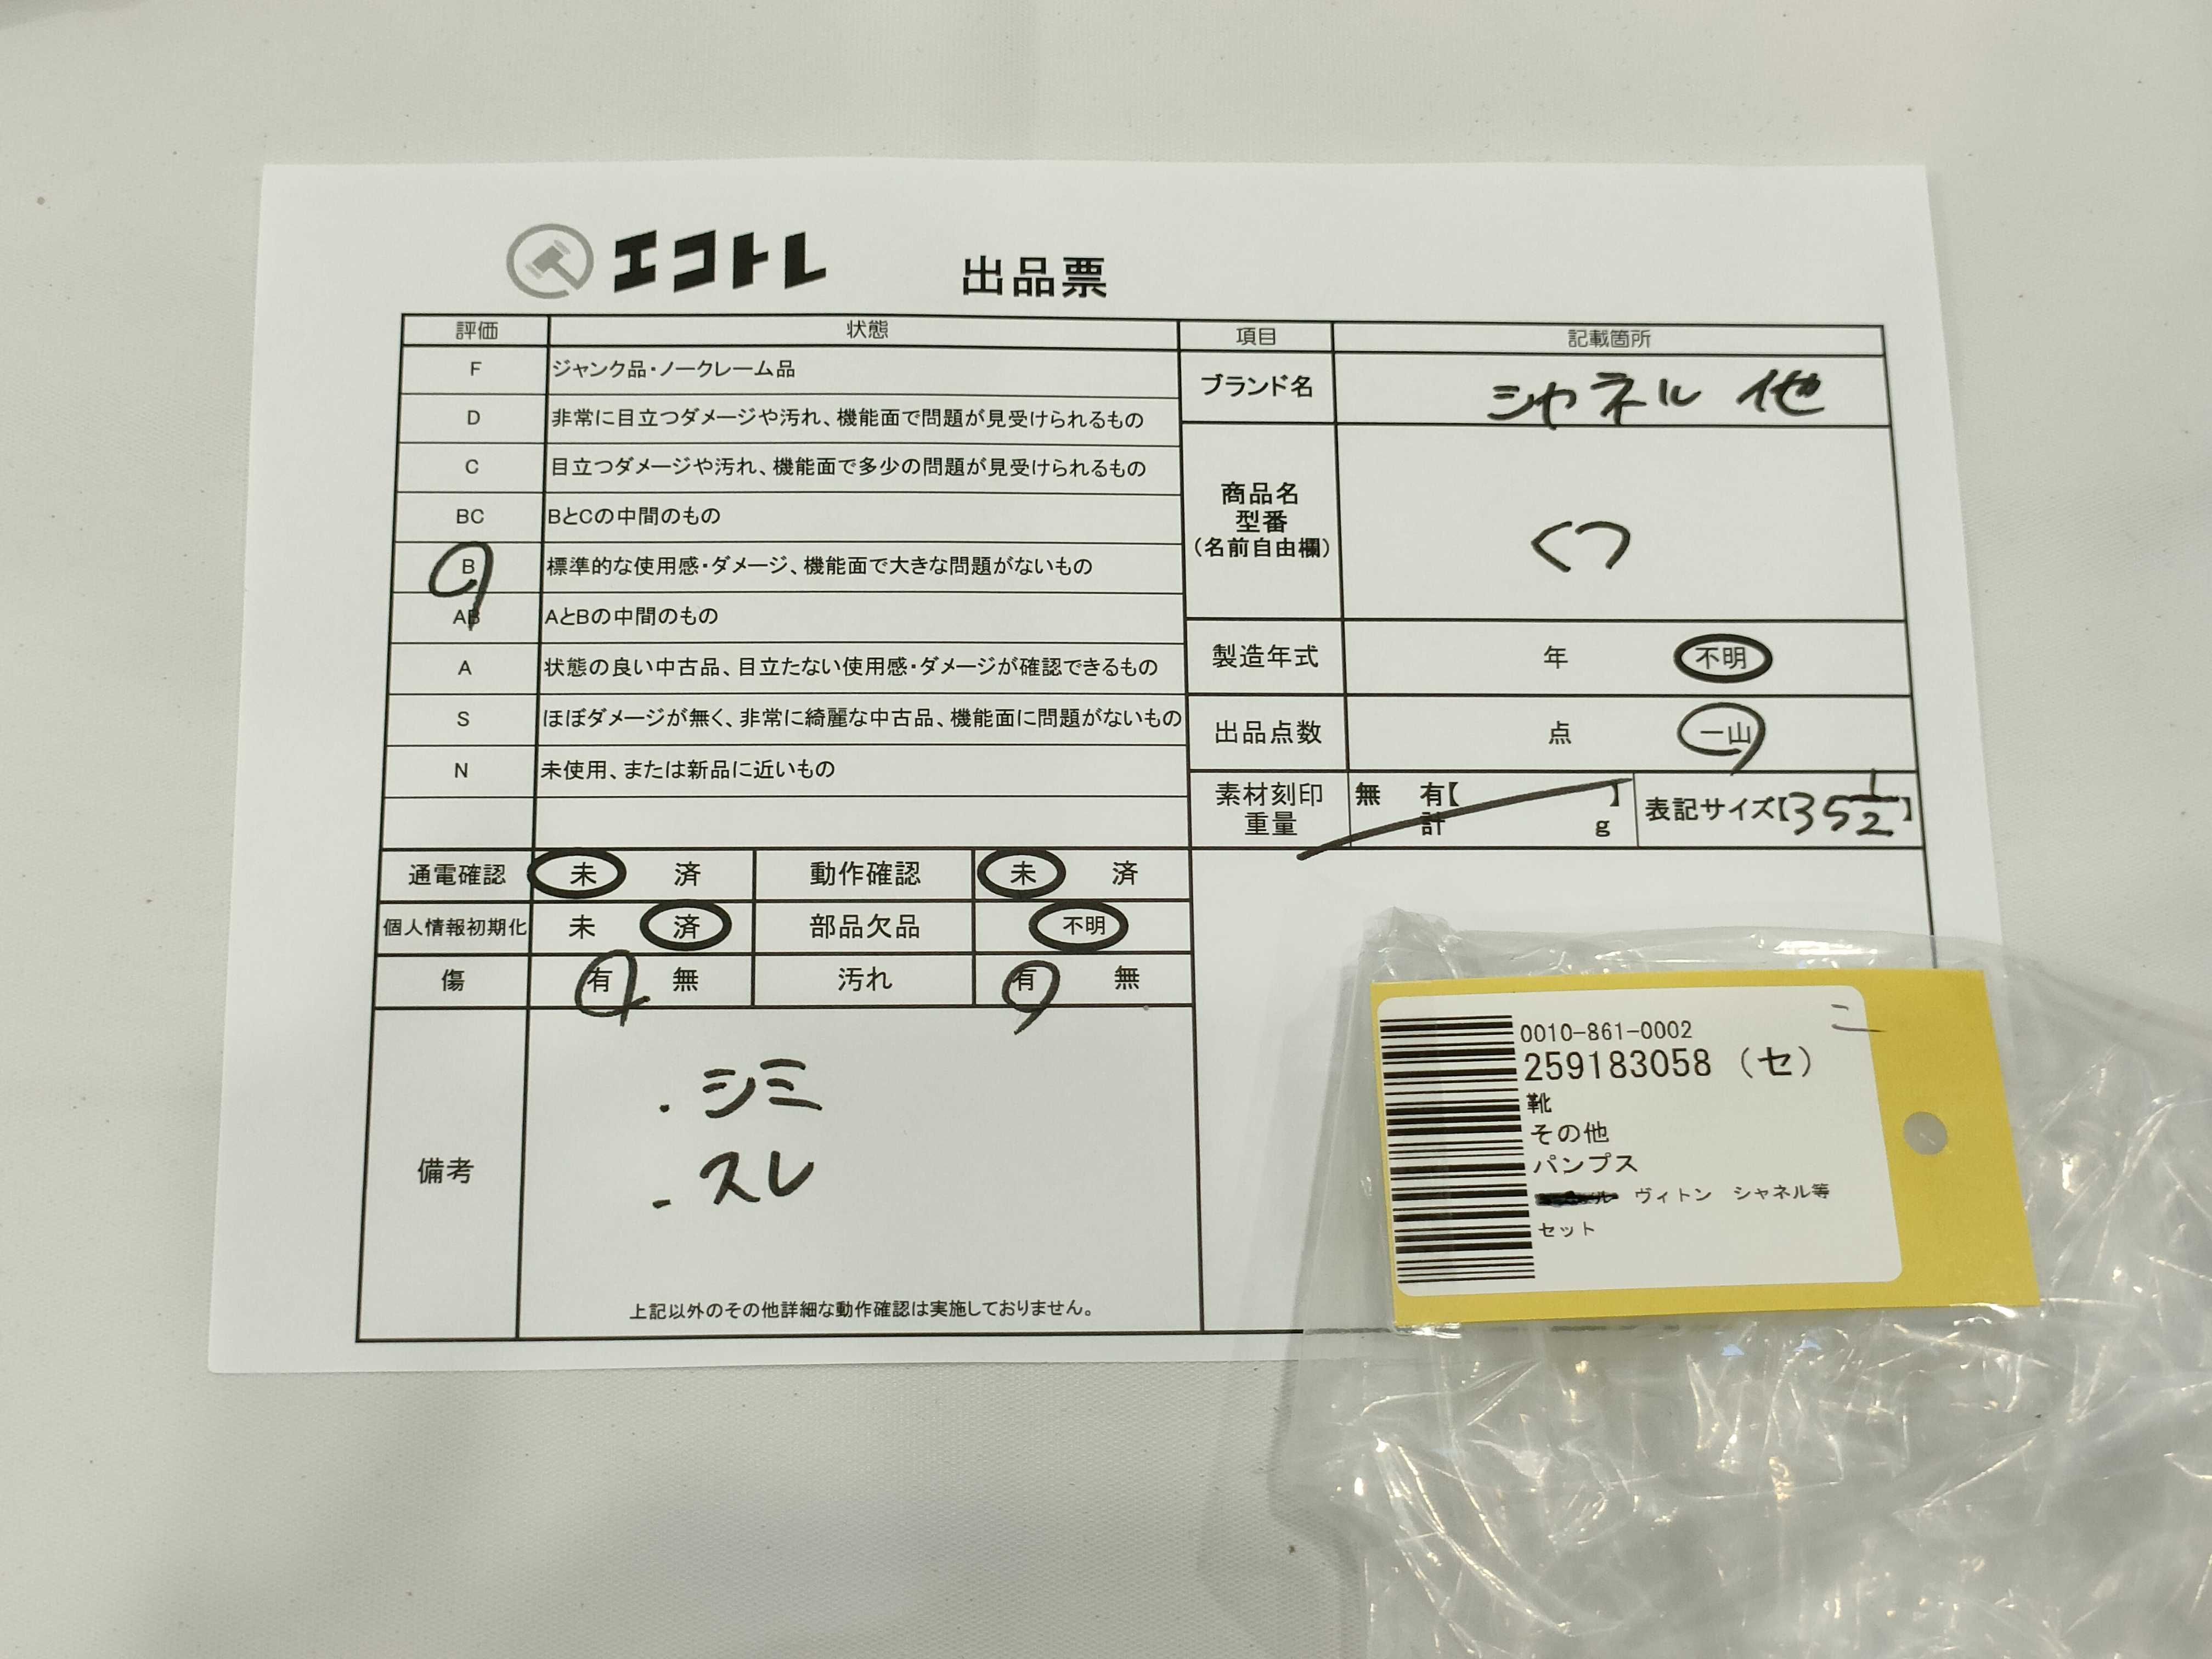 エコトレ 出品票
評価 状態 項目 記載箇所
F ジャンク品・ノークレーム品
D 非常に目立つダメージや汚れ、機能面で問題が見受けられるもの
C 目立つダメージや汚れ、機能面で多少の問題が見受けられるもの
BC BとCの中間のもの
B 標準的な使用感・ダメージ、機能面で大きな問題がないもの
AB AとBの中間のもの
A 状態の良い中古品、目立たない使用感・ダメージが確認できるもの
S ほぼダメージが無く、非常に綺麗な中古品、機能面に問題がないもの
N 未使用、または新品に近いもの
ブランド名 シャネル 他
商品名
型番
(名前自由欄) くつ
製造年式 年 不明
出品点数 点 一山
素材刻印 無 有【 】
重量 計 g
表記サイズ【35 1/2】
通電確認 未 済 動作確認 未 済
個人情報初期化 未 済 部品欠品 不明
傷 有 無 汚れ 有 無
備考
・シミ
・スレ
上記以外のその他詳細な動作確認は実施しておりません。
0010-861-0002
259183058 (セ)
靴
その他
パンプス
ヴィトン シャネル等
セット